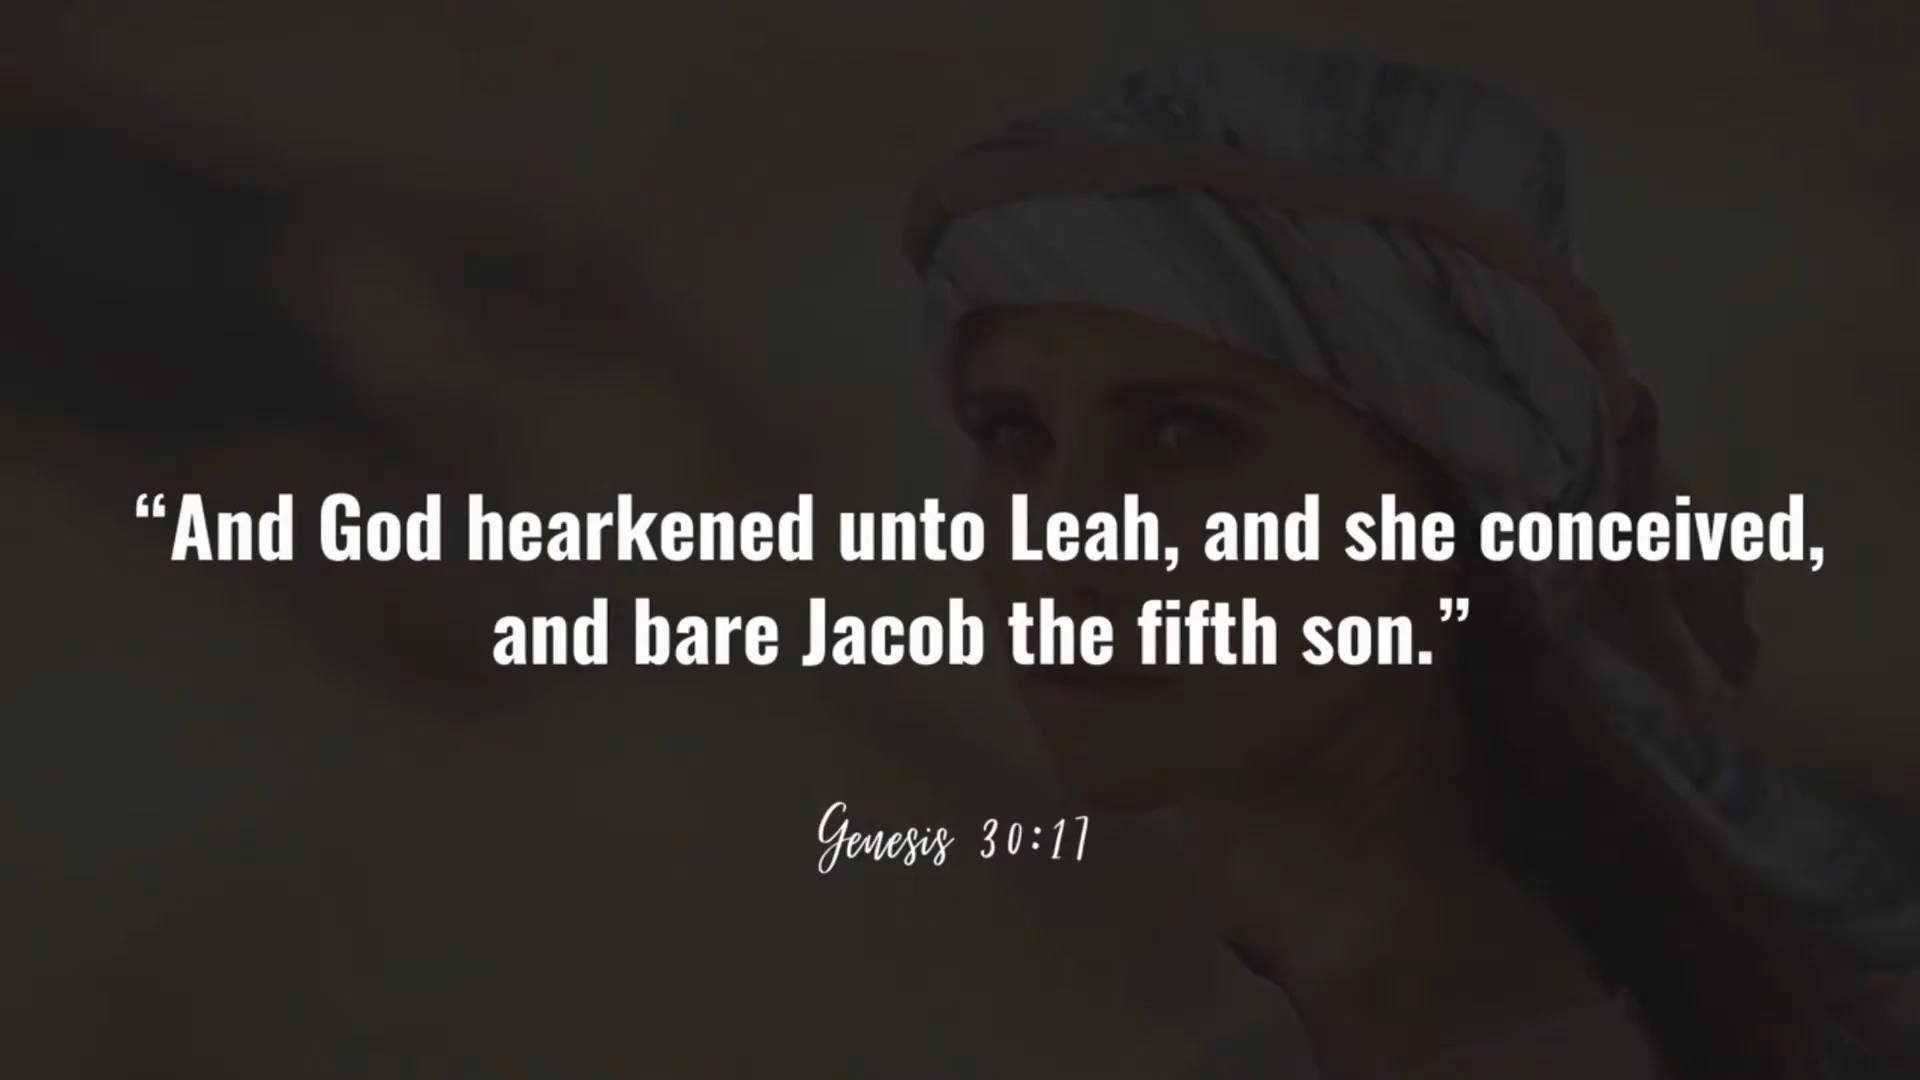 “And God hearkened unto Leah, and she conceived,
and bare Jacob the fifth son.”
Genesis 30:17